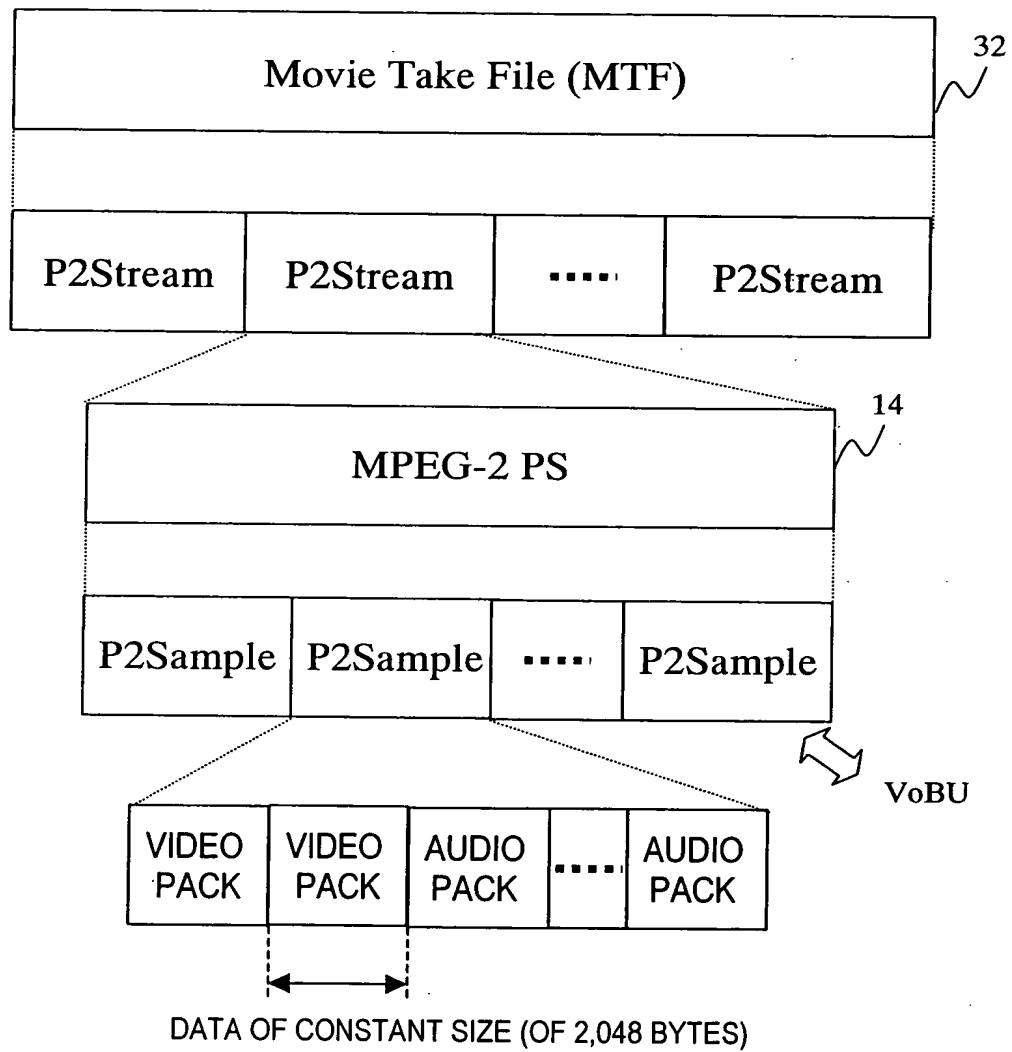 Movie Take File (MTF)
32
P2Stream P2Stream ..... P2Stream
14
MPEG-2 PS
P2Sample P2Sample ..... P2Sample
VoBU
VIDEO PACK
VIDEO PACK
AUDIO PACK
.....
AUDIO PACK
DATA OF CONSTANT SIZE (OF 2,048 BYTES)